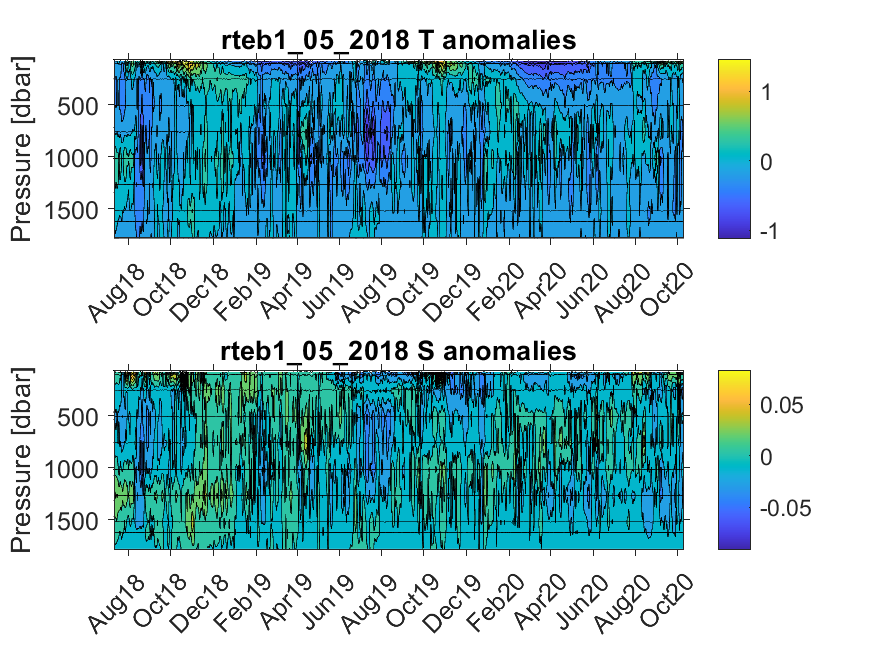 rteb1_05_2018 T anomalies
Pressure [dbar]
500
1000
1500
Aug18 Oct18 Dec18 Feb19 Apr19 Jun19 Aug19 Oct19 Dec19 Feb20 Apr20 Jun20 Aug20 Oct20
1
0
-1
rteb1_05_2018 S anomalies
Pressure [dbar]
500
1000
1500
Aug18 Oct18 Dec18 Feb19 Apr19 Jun19 Aug19 Oct19 Dec19 Feb20 Apr20 Jun20 Aug20 Oct20
0.05
0
-0.05